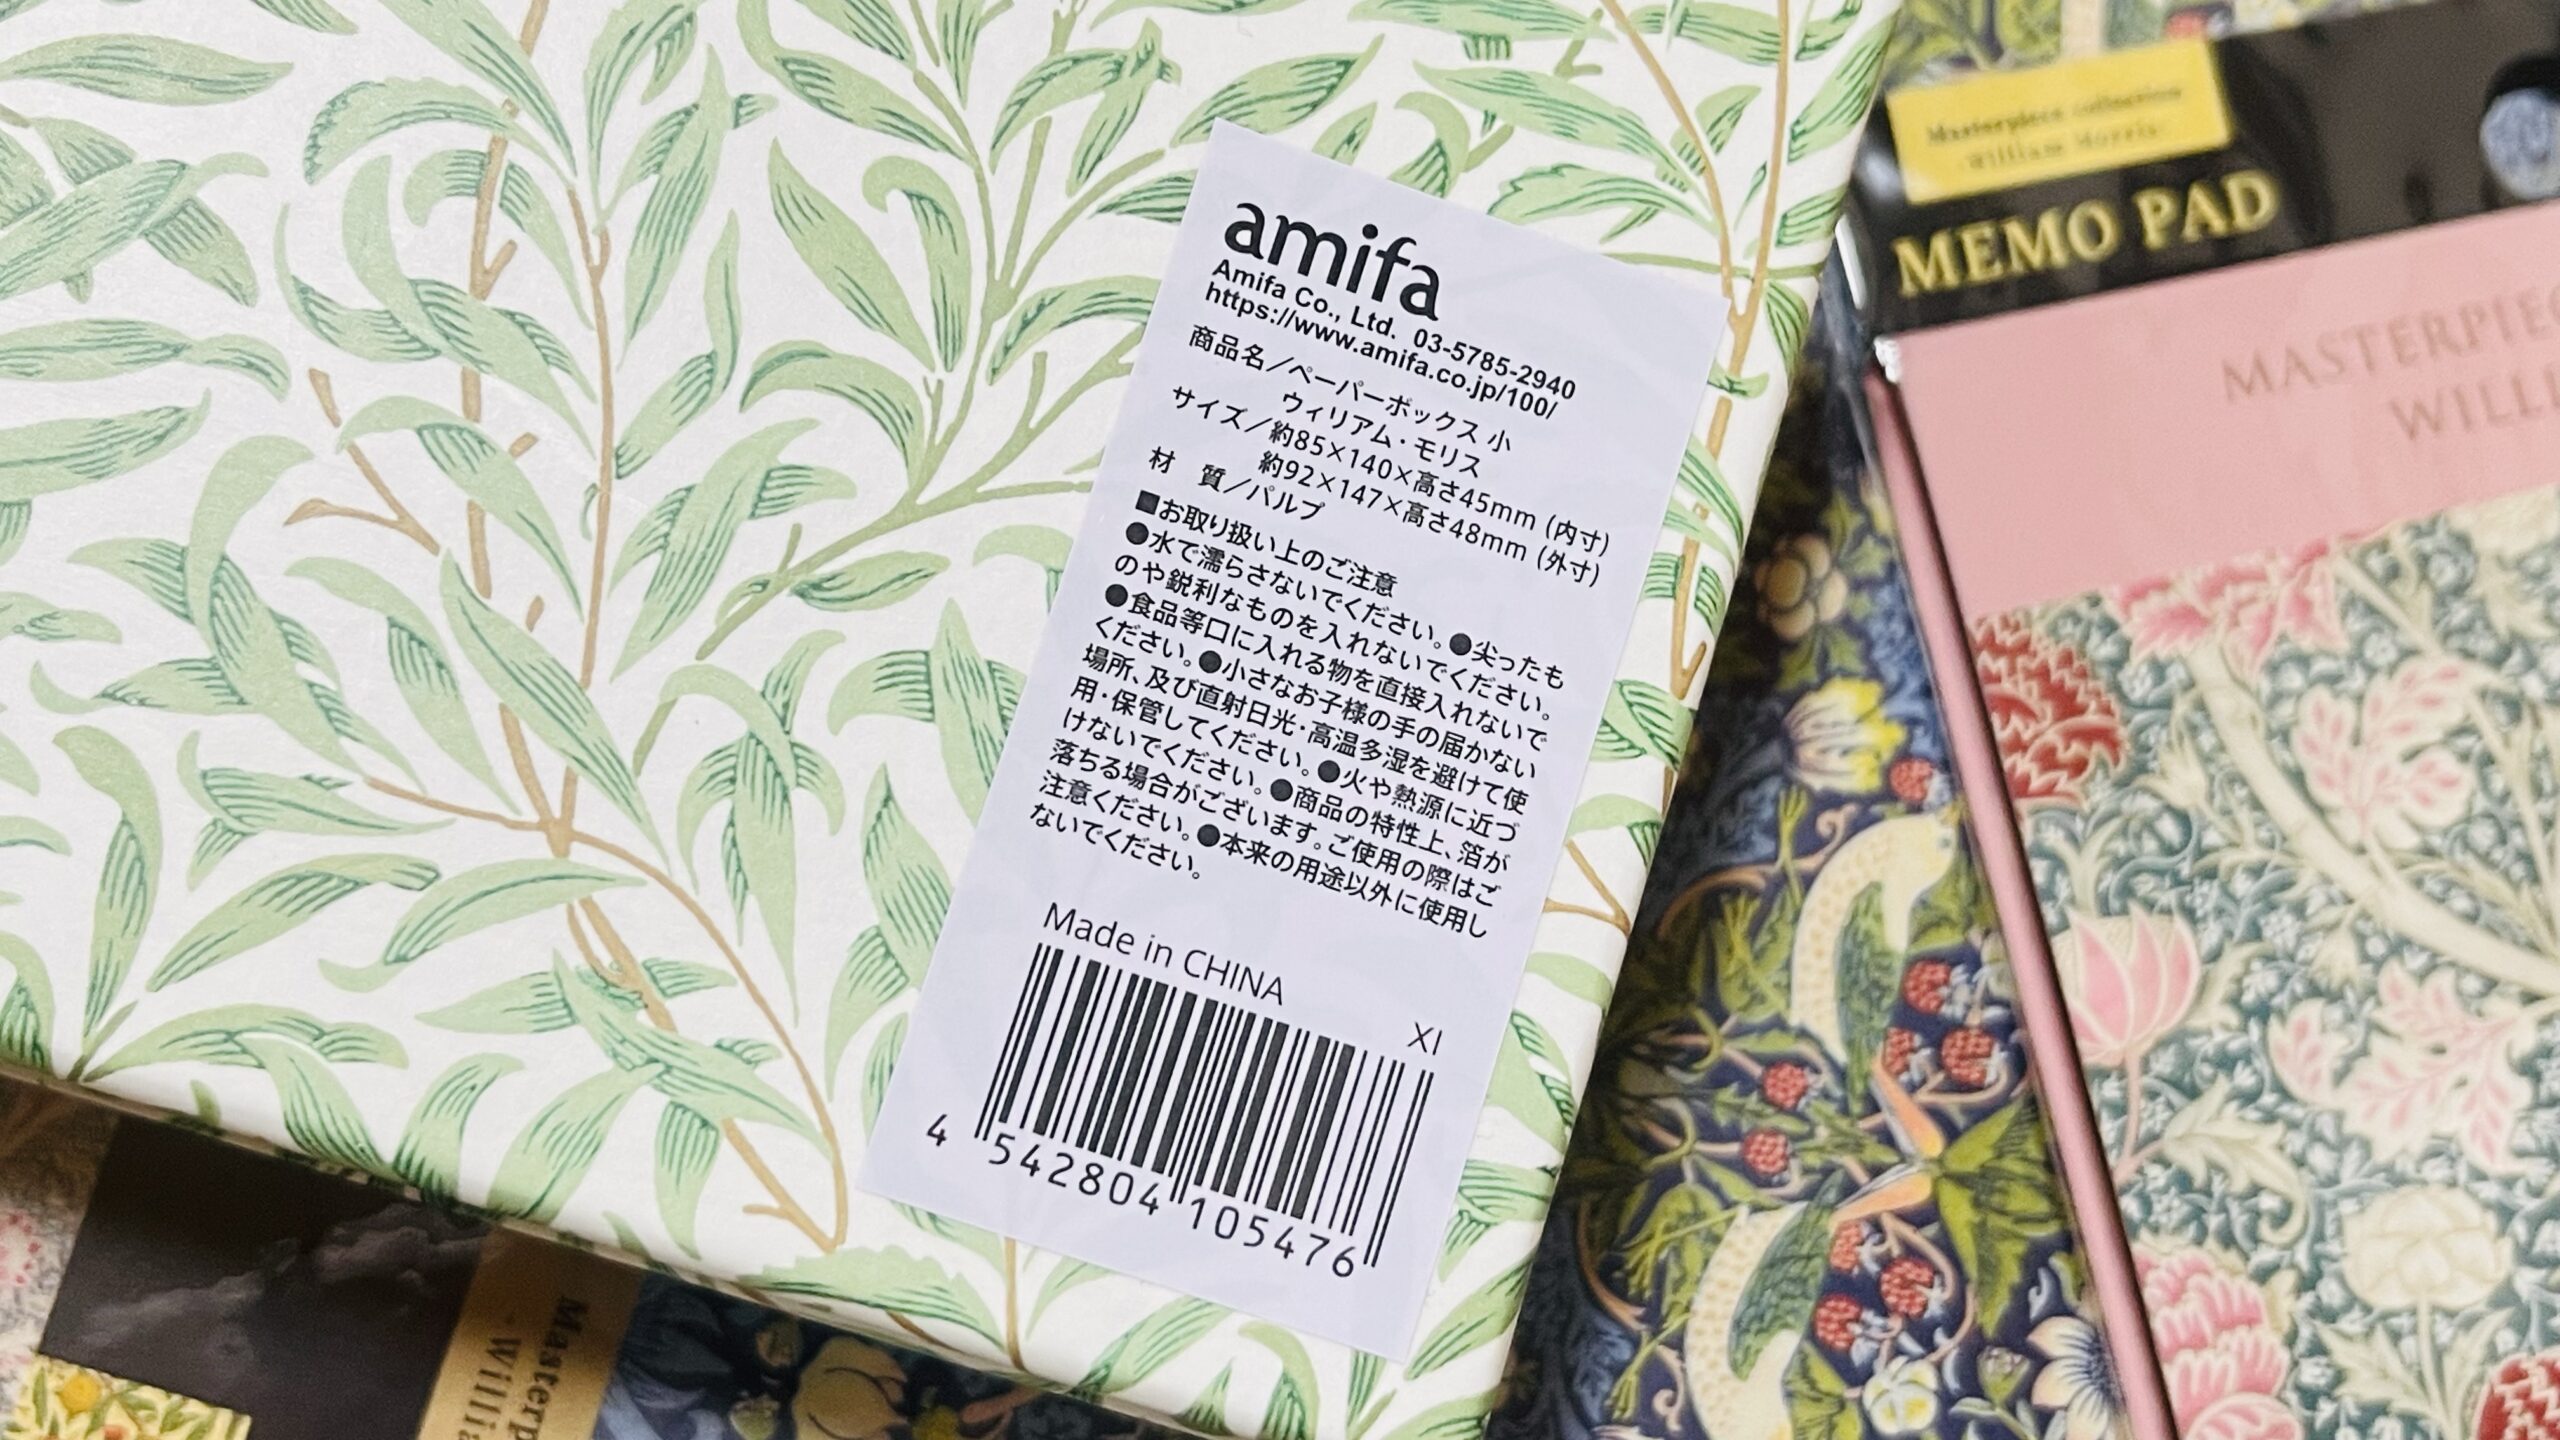 amifa
Amifa Co., Ltd. 03-5785-2940
https://www.amifa.co.jp/100/
商品名／ペーパーボックス 小
ウィリアム・モリス
サイズ／約85×140×高さ45mm (内寸)
約92×147×高さ48mm (外寸)
材　質／パルプ
■お取り扱い上のご注意
●水で濡らさないでください。●尖ったも
のや鋭利なものを入れないでください。
●食品等口に入れる物を直接入れないで
ください。●小さなお子様の手の届かない
場所、及び直射日光・高温多湿を避けて使
用・保管してください。●火や熱源に近づ
けないでください。●商品の特性上、箔が
落ちる場合がございます。ご使用の際はご
注意ください。●本来の用途以外に使用し
ないでください。
Made in CHINA
XI
4 542804 105476
Masterpiece collection
William Morris
MEMO PAD
MASTERPIEC
WILLI
Masterp
Willia